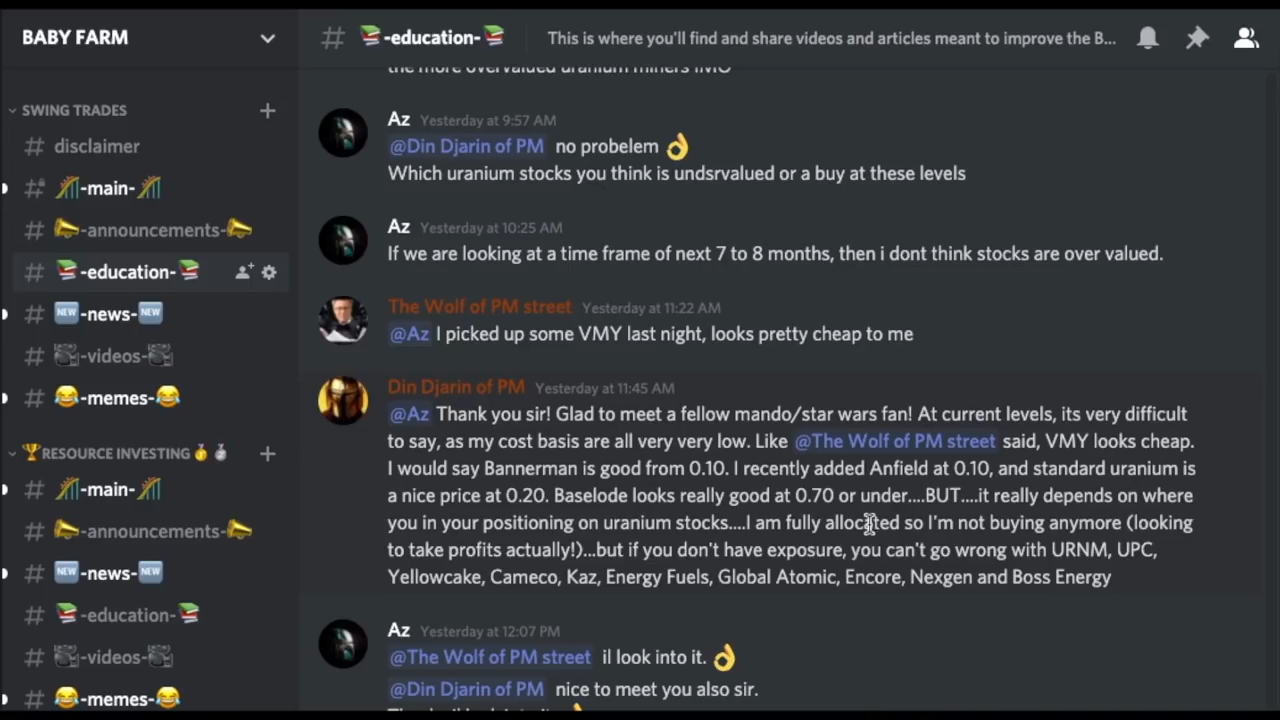 BABY FARM
SWING TRADES
disclaimer
-main-
-announcements-
-education-
-news-
-videos-
-memes-
RESOURCE INVESTING
-main-
-announcements-
-news-
-education-
-videos-
-memes-
-education-
This is where you'll find and share videos and articles meant to improve the B...
the more overvalued uranium miners IMO
Az Yesterday at 9:57 AM
@Din Djarin of PM no probelem 👌
Which uranium stocks you think is undsrvalued or a buy at these levels
Az Yesterday at 10:25 AM
If we are looking at a time frame of next 7 to 8 months, then i dont think stocks are over valued.
The Wolf of PM street Yesterday at 11:22 AM
@Az I picked up some VMY last night, looks pretty cheap to me
Din Djarin of PM Yesterday at 11:45 AM
@Az Thank you sir! Glad to meet a fellow mando/star wars fan! At current levels, its very difficult
to say, as my cost basis are all very very low. Like @The Wolf of PM street said, VMY looks cheap.
I would say Bannerman is good from 0.10. I recently added Anfield at 0.10, and standard uranium is
a nice price at 0.20. Baselode looks really good at 0.70 or under....BUT....it really depends on where
you in your positioning on uranium stocks....I am fully allocated so I'm not buying anymore (looking
to take profits actually!)...but if you don't have exposure, you can't go wrong with URNM, UPC,
Yellowcake, Cameco, Kaz, Energy Fuels, Global Atomic, Encore, Nexgen and Boss Energy
Az Yesterday at 12:07 PM
@The Wolf of PM street il look into it. 👌
@Din Djarin of PM nice to meet you also sir.